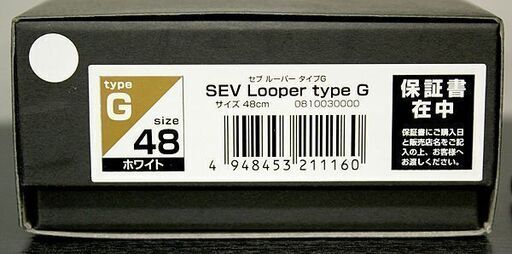 type
G
size
48
ホワイト
セブ ルーパー タイプG
SEV Looper type G
サイズ 48cm 0810030000
4 948453 211160
保証書
在中
保証書にご購入日
と販売店名をご記
入の上、お客様へ
お渡しください。